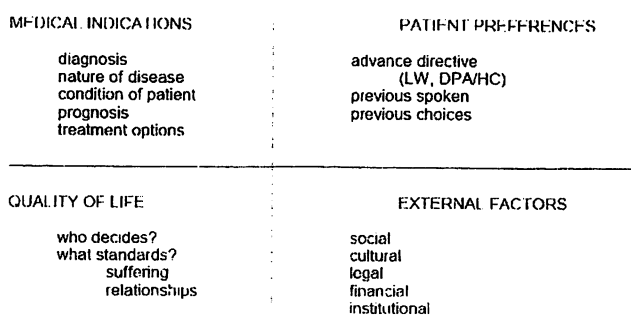 MEDICAL INDICATIONS
diagnosis
nature of disease
condition of patient
prognosis
treatment options
PATIENT PREFERENCES
advance directive
(LW, DPA/HC)
previous spoken
previous choices
QUALITY OF LIFE
who decides?
what standards?
suffering
relationships
EXTERNAL FACTORS
social
cultural
legal
financial
institutional